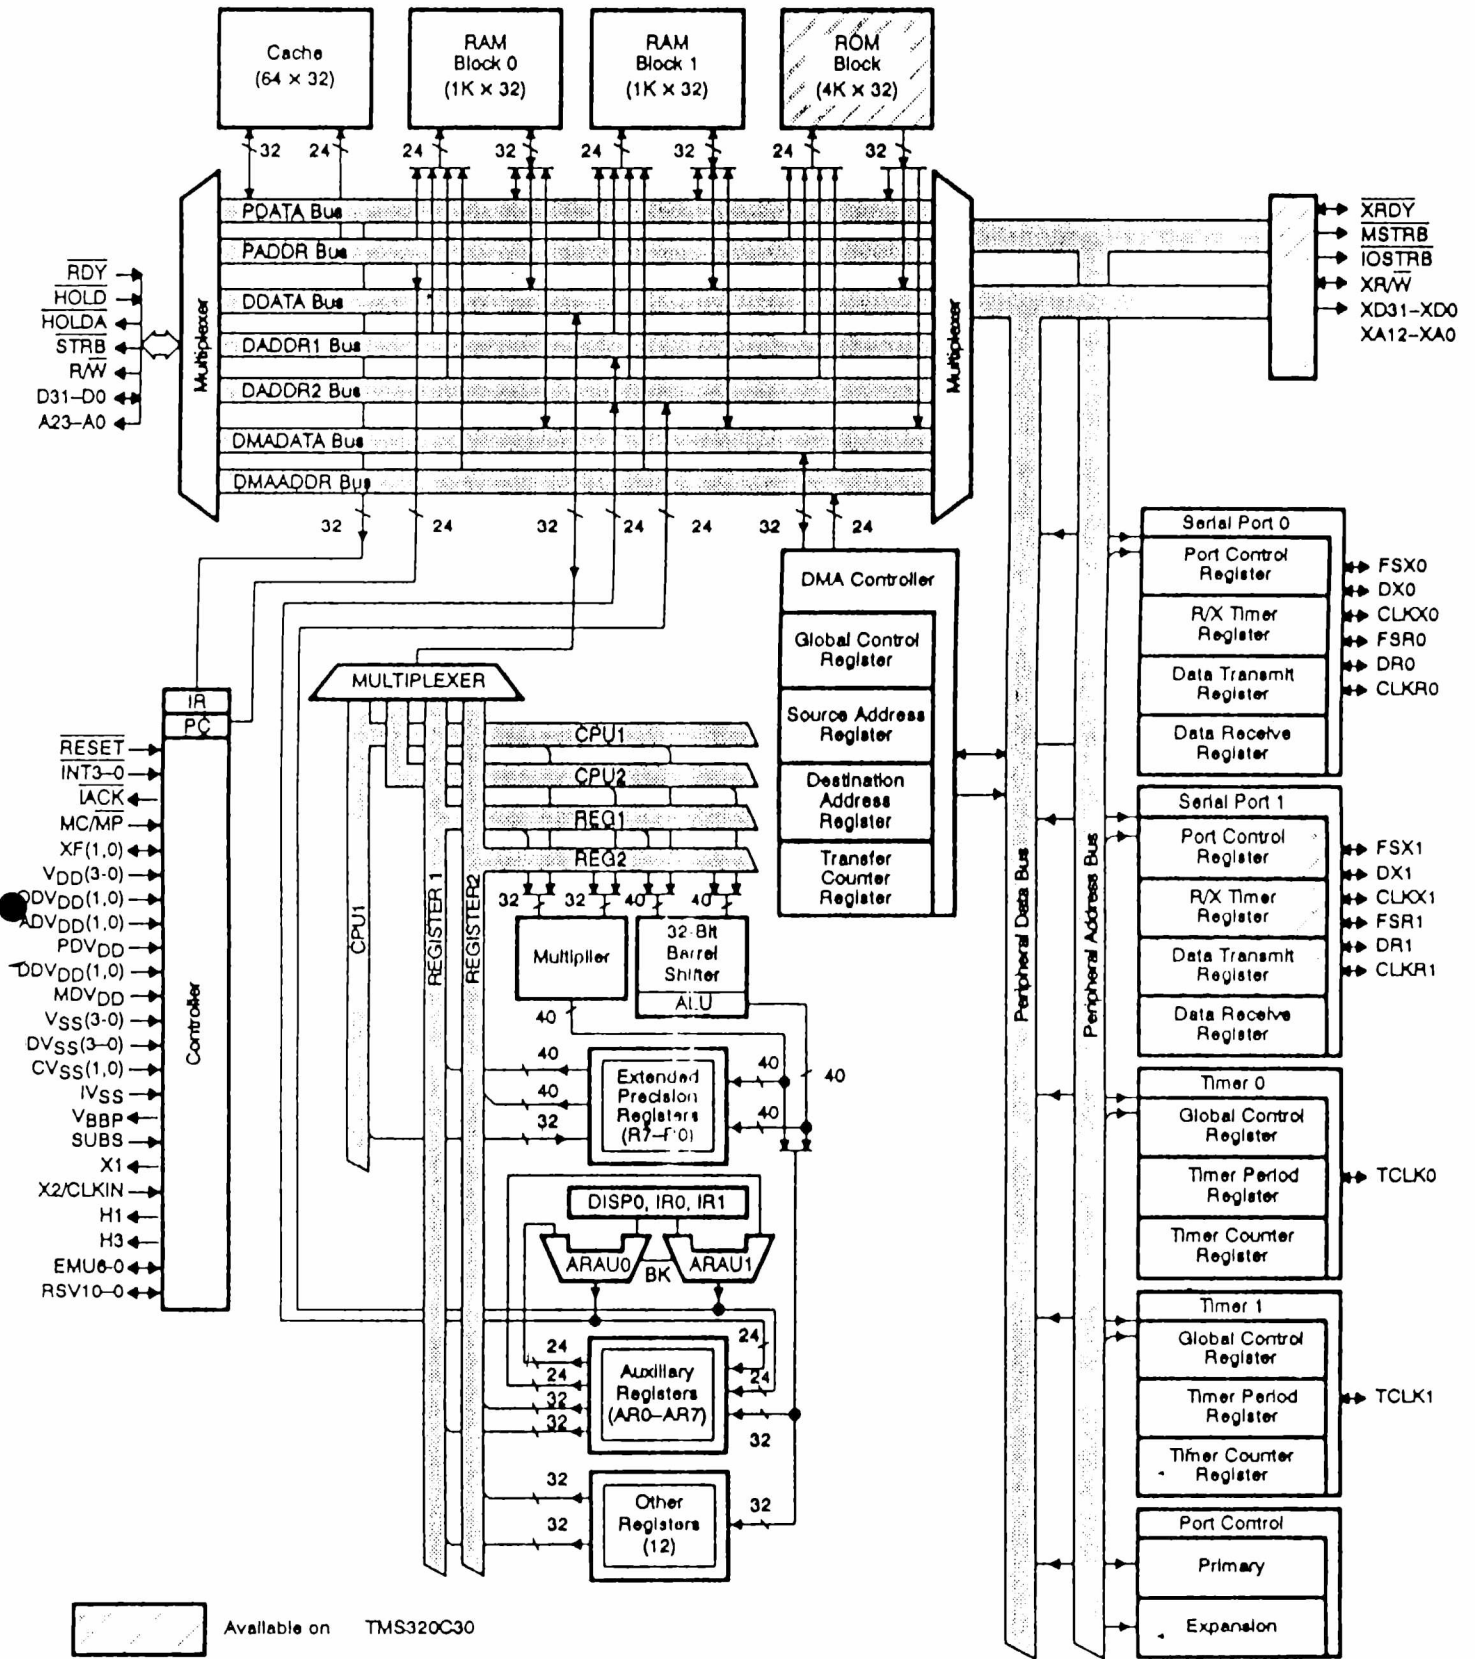 Cache
(64 × 32)
RAM
Block 0
(1K × 32)
RAM
Block 1
(1K × 32)
ROM
Block
(4K × 32)
32
24
24
32
24
32
24
32
PDATA Bus
PADDR Bus
DDATA Bus
DADDR1 Bus
DADDR2 Bus
DMADATA Bus
DMAADDR Bus
Multiplexer
Multiplexer
RDY
HOLD
HOLDA
STRB
R/W
D31–D0
A23–A0
XRDY
MSTRB
IOSTRB
XR/W
XD31–XD0
XA12–XA0
32
24
32
24
24
32
24
IR
PC
Controller
RESET
INT3–0
IACK
MC/MP
XF(1,0)
VDD(3-0)
ODVDD(1,0)
ADVDD(1,0)
PDVDD
DDVDD(1,0)
MDVDD
VSS(3-0)
DVSS(3–0)
CVSS(1,0)
IVSS
VBBP
SUBS
X1
X2/CLKIN
H1
H3
EMU6-0
RSV10–0
MULTIPLEXER
CPU1
CPU2
REG1
REG2
CPU1
REGISTER 1
REGISTER2
32
32
40
40
Multiplier
32-Bit
Barrel
Shifter
ALU
40
40
40
32
Extended
Precision
Registers
(R7–R0)
40
40
40
DISP0, IR0, IR1
ARAU0
BK
ARAU1
24
24
32
32
Auxiliary
Registers
(AR0–AR7)
24
24
32
32
32
Other
Registers
(12)
32
DMA Controller
Global Control
Register
Source Address
Register
Destination
Address
Register
Transfer
Counter
Register
Peripheral Data Bus
Peripheral Address Bus
Serial Port 0
Port Control
Register
R/X Timer
Register
Data Transmit
Register
Data Receive
Register
FSX0
DX0
CLKX0
FSR0
DR0
CLKR0
Serial Port 1
Port Control
Register
R/X Timer
Register
Data Transmit
Register
Data Receive
Register
FSX1
DX1
CLKX1
FSR1
DR1
CLKR1
Timer 0
Global Control
Register
Timer Period
Register
Timer Counter
Register
TCLK0
Timer 1
Global Control
Register
Timer Period
Register
Timer Counter
Register
TCLK1
Port Control
Primary
Expansion
Available on TMS320C30